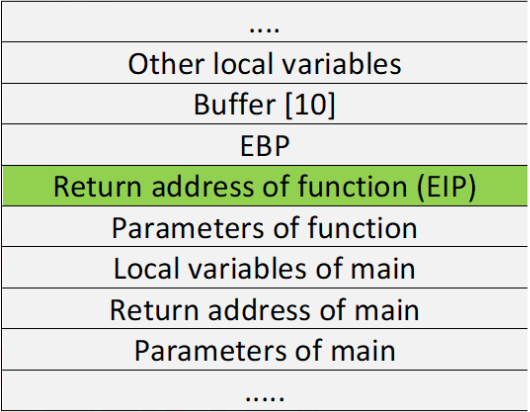 ....
Other local variables
Buffer [10]
EBP
Return address of function (EIP)
Parameters of function
Local variables of main
Return address of main
Parameters of main
.....